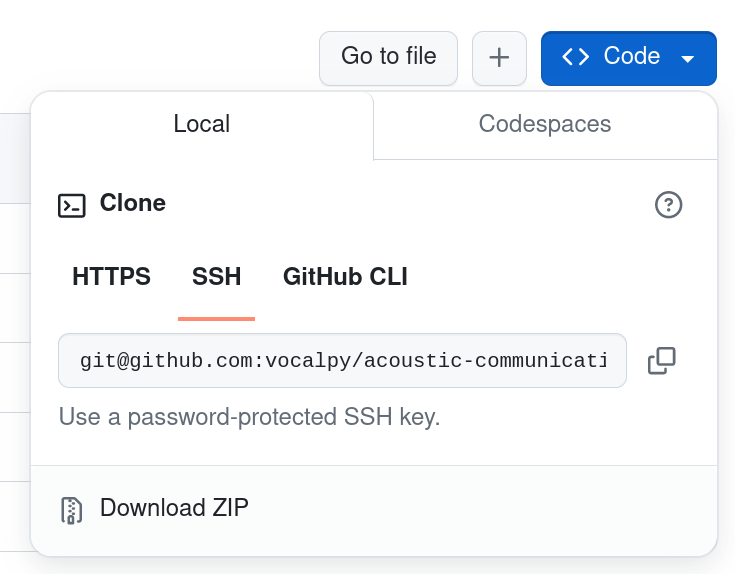 Go to file
Code
Local
Codespaces
Clone
HTTPS
SSH
GitHub CLI
git@github.com:vocalpy/acoustic-communicati
Use a password-protected SSH key.
Download ZIP